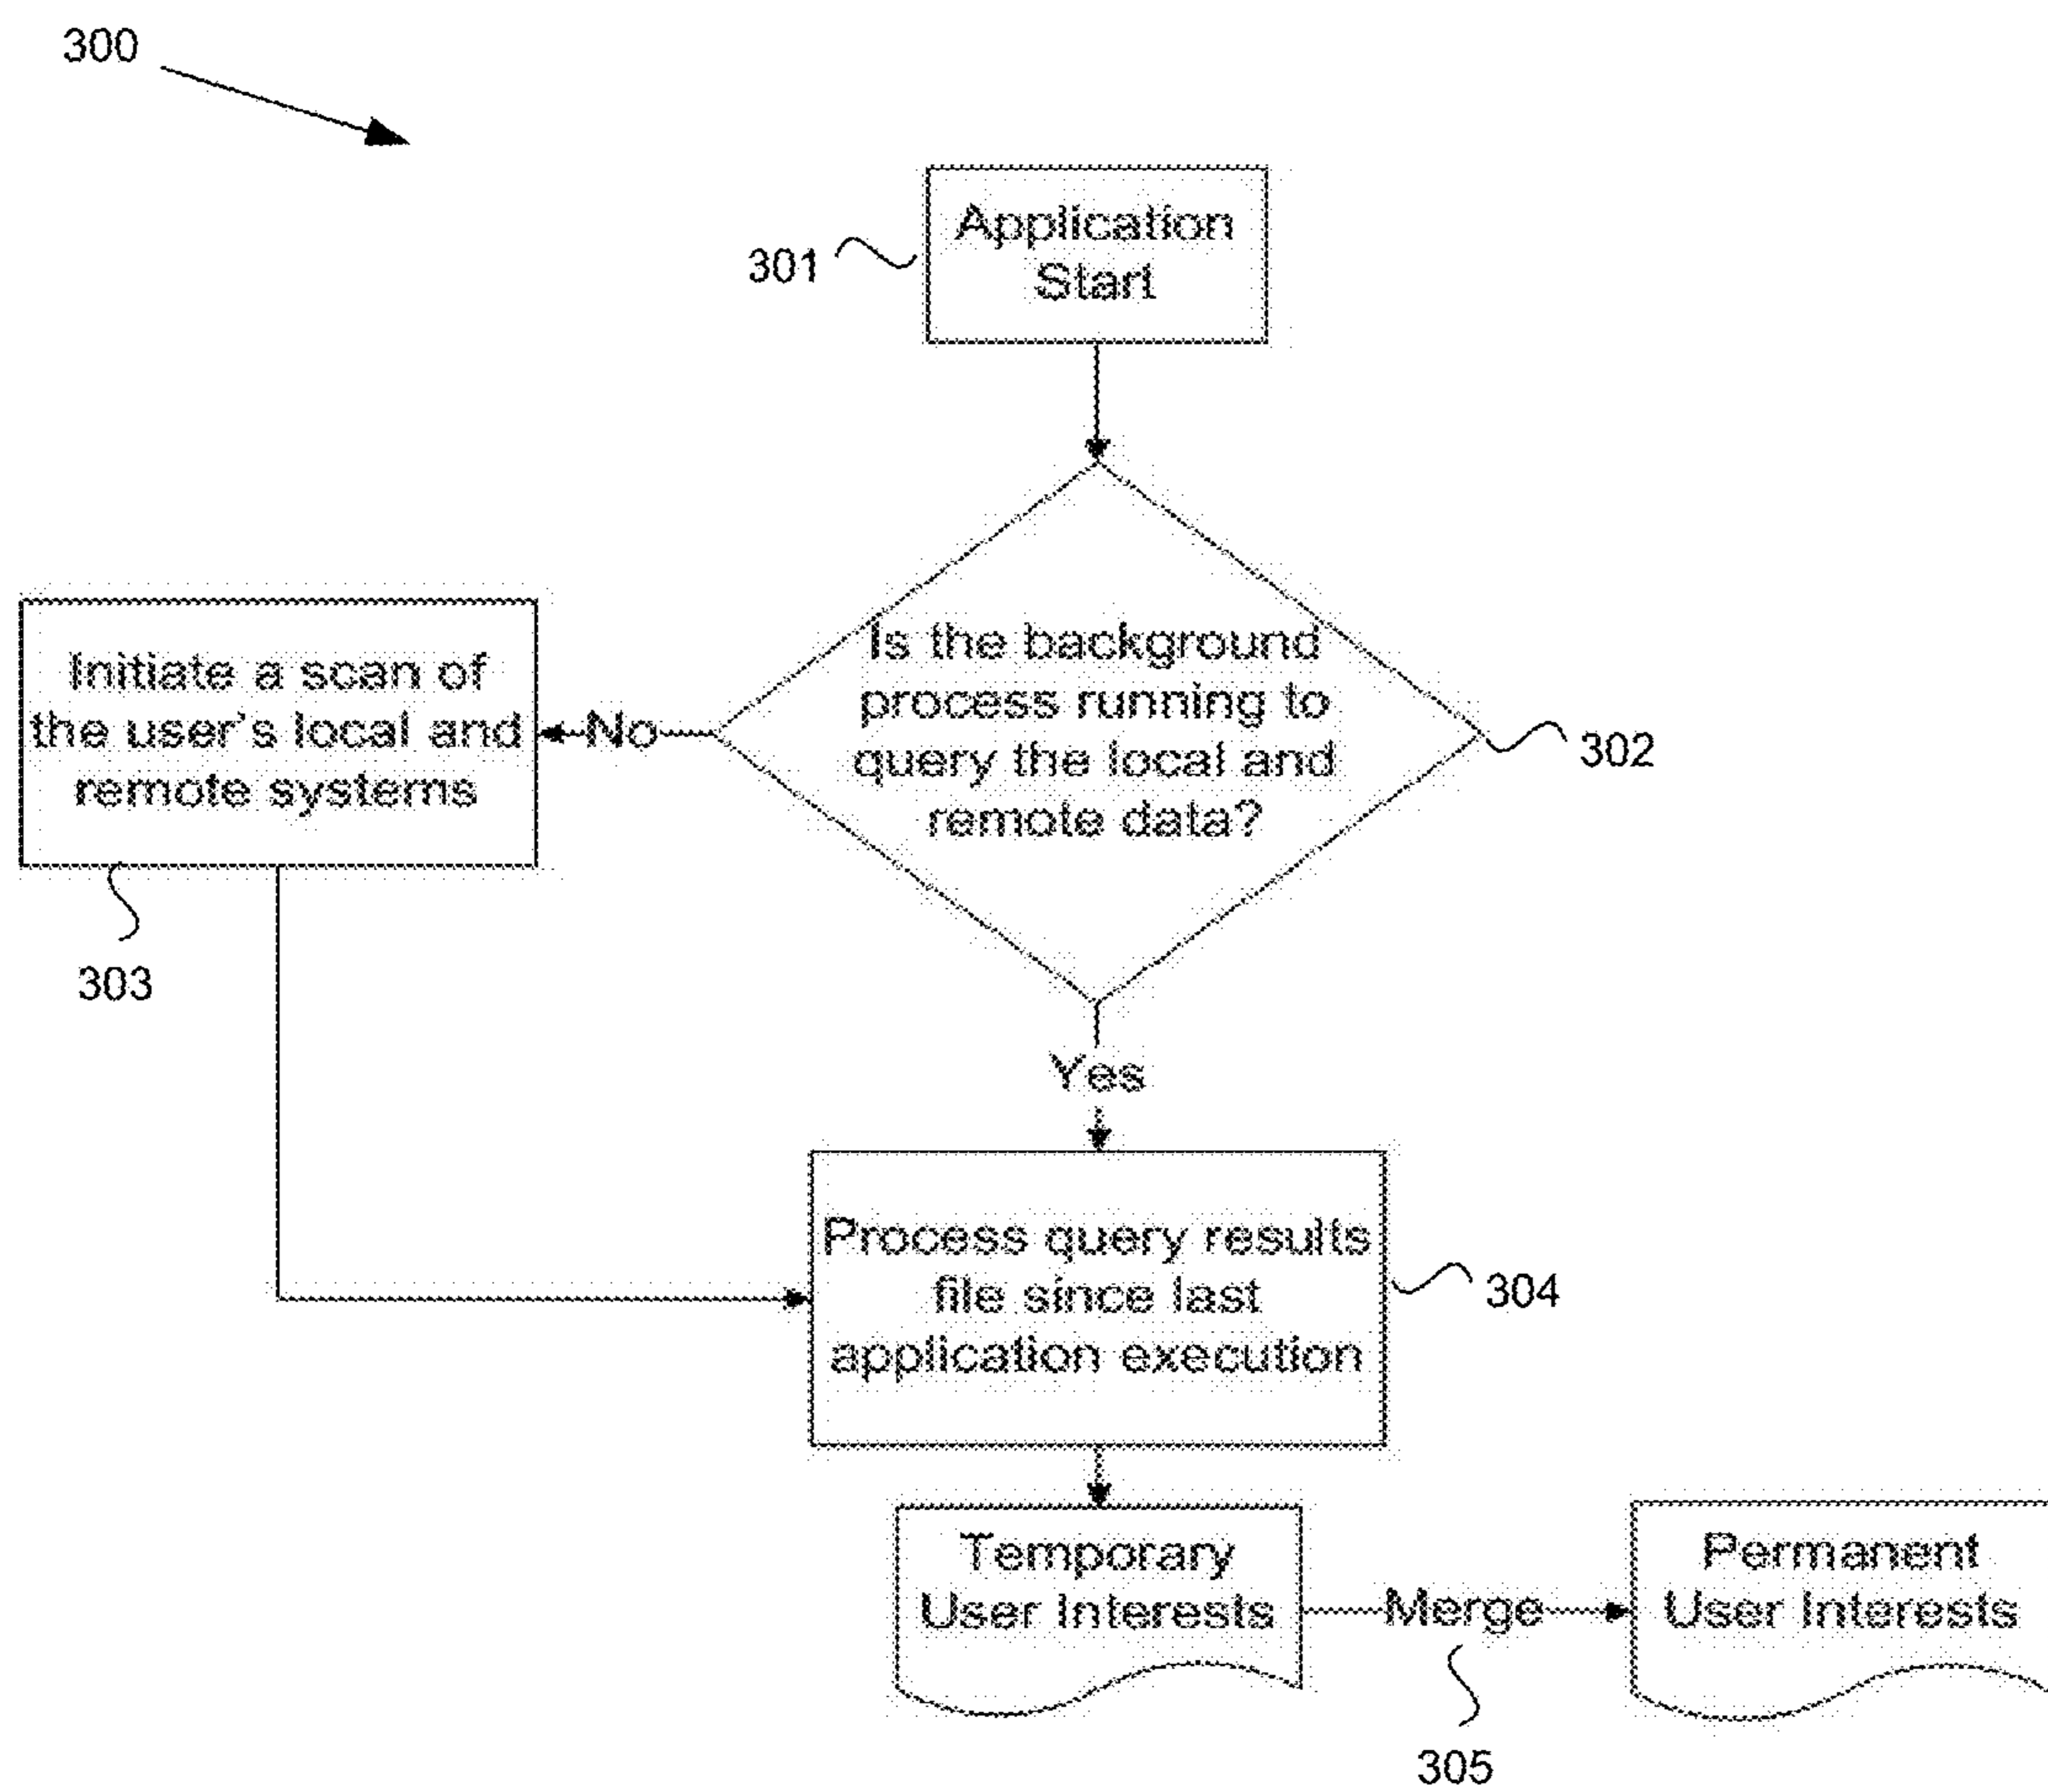 300
Application
Start
301
Is the background
process running to
query the local and
remote data?
302
No
Initiate a scan of
the user's local and
remote systems
303
Yes
Process query results
file since last
application execution
304
Temporary
User Interests
Merge
305
Permanent
User Interests